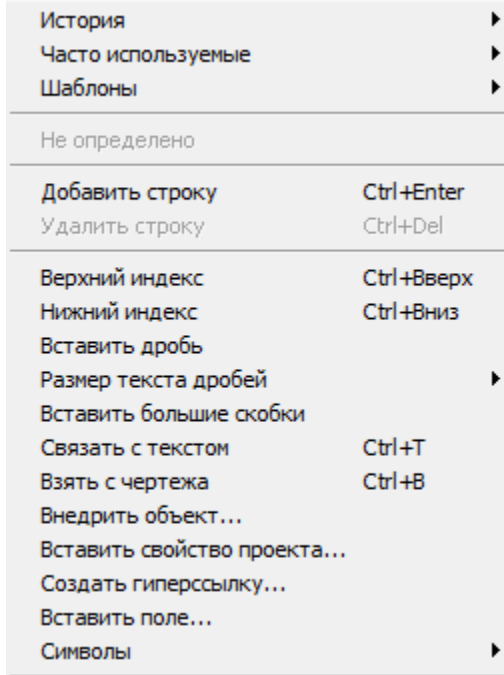 История
Часто используемые
Шаблоны
Не определено
Добавить строку Ctrl+Enter
Удалить строку Ctrl+Del
Верхний индекс Ctrl+Вверх
Нижний индекс Ctrl+Вниз
Вставить дробь
Размер текста дробей
Вставить большие скобки
Связать с текстом Ctrl+T
Взять с чертежа Ctrl+B
Внедрить объект...
Вставить свойство проекта...
Создать гиперссылку...
Вставить поле...
Символы